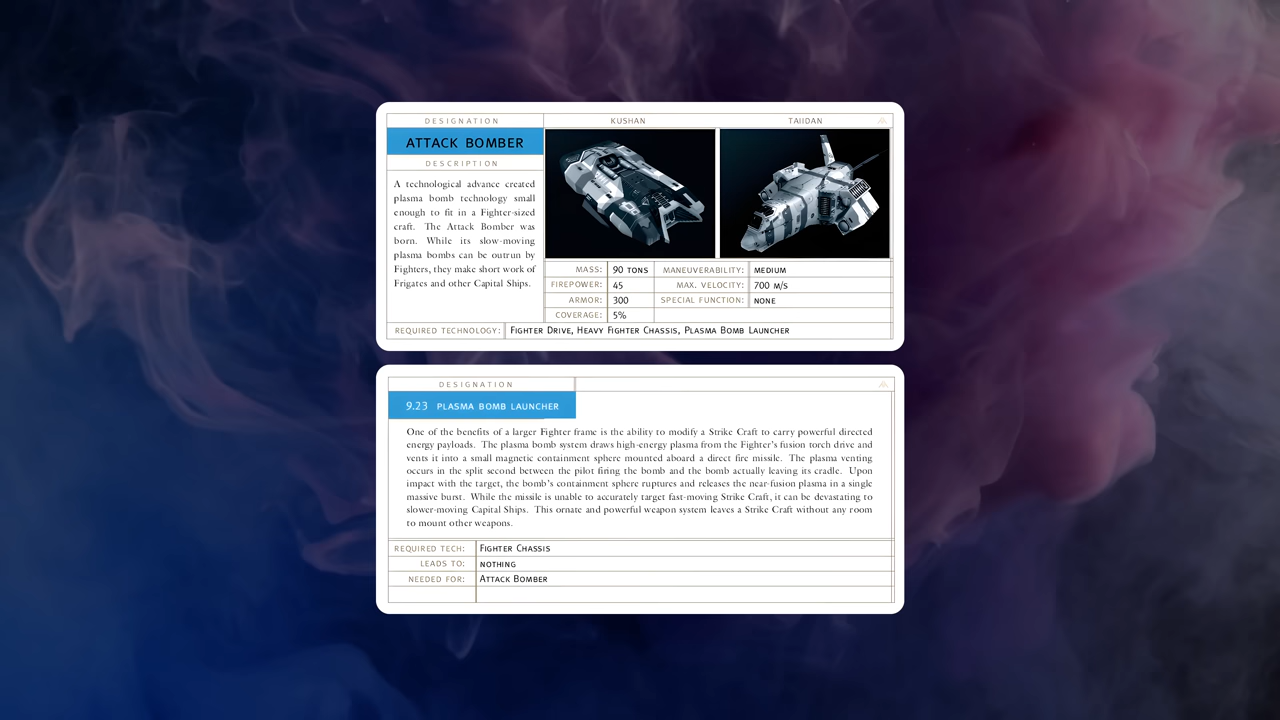 DESIGNATION
KUSHAN
TAIIDAN
ATTACK BOMBER
DESCRIPTION
A technological advance created
plasma bomb technology small
enough to fit in a Fighter-sized
craft. The Attack Bomber was
born. While its slow-moving
plasma bombs can be outrun by
Fighters, they make short work of
Frigates and other Capital Ships.
MASS: 90 TONS MANEUVERABILITY: MEDIUM
FIREPOWER: 45 MAX. VELOCITY: 700 M/S
ARMOR: 300 SPECIAL FUNCTION: NONE
COVERAGE: 5%
REQUIRED TECHNOLOGY: FIGHTER DRIVE, HEAVY FIGHTER CHASSIS, PLASMA BOMB LAUNCHER
DESIGNATION
9.23 PLASMA BOMB LAUNCHER
One of the benefits of a larger Fighter frame is the ability to modify a Strike Craft to carry powerful directed
energy payloads. The plasma bomb system draws high-energy plasma from the Fighter's fusion torch drive and
vents it into a small magnetic containment sphere mounted aboard a direct fire missile. The plasma venting
occurs in the split second between the pilot firing the bomb and the bomb actually leaving its cradle. Upon
impact with the target, the bomb's containment sphere ruptures and releases the near-fusion plasma in a single
massive burst. While the missile is unable to accurately target fast-moving Strike Craft, it can be devastating to
slower-moving Capital Ships. This ornate and powerful weapon system leaves a Strike Craft without any room
to mount other weapons.
REQUIRED TECH: FIGHTER CHASSIS
LEADS TO: NOTHING
NEEDED FOR: ATTACK BOMBER